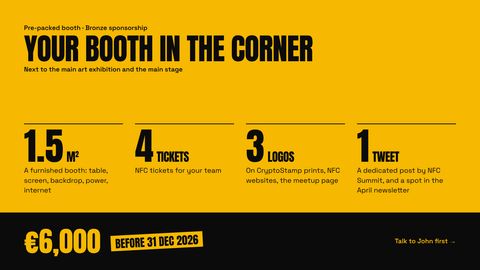 Pre-packed booth · Bronze sponsorship
YOUR BOOTH IN THE CORNER
Next to the main art exhibition and the main stage
1.5 M²
A furnished booth: table,
screen, backdrop, power,
internet
4 TICKETS
NFC tickets for your team
3 LOGOS
On CryptoStamp prints, NFC
websites, the meetup page
1 TWEET
A dedicated post by NFC
Summit, and a spot in the
April newsletter
€6,000
BEFORE 31 DEC 2026
Talk to John first →